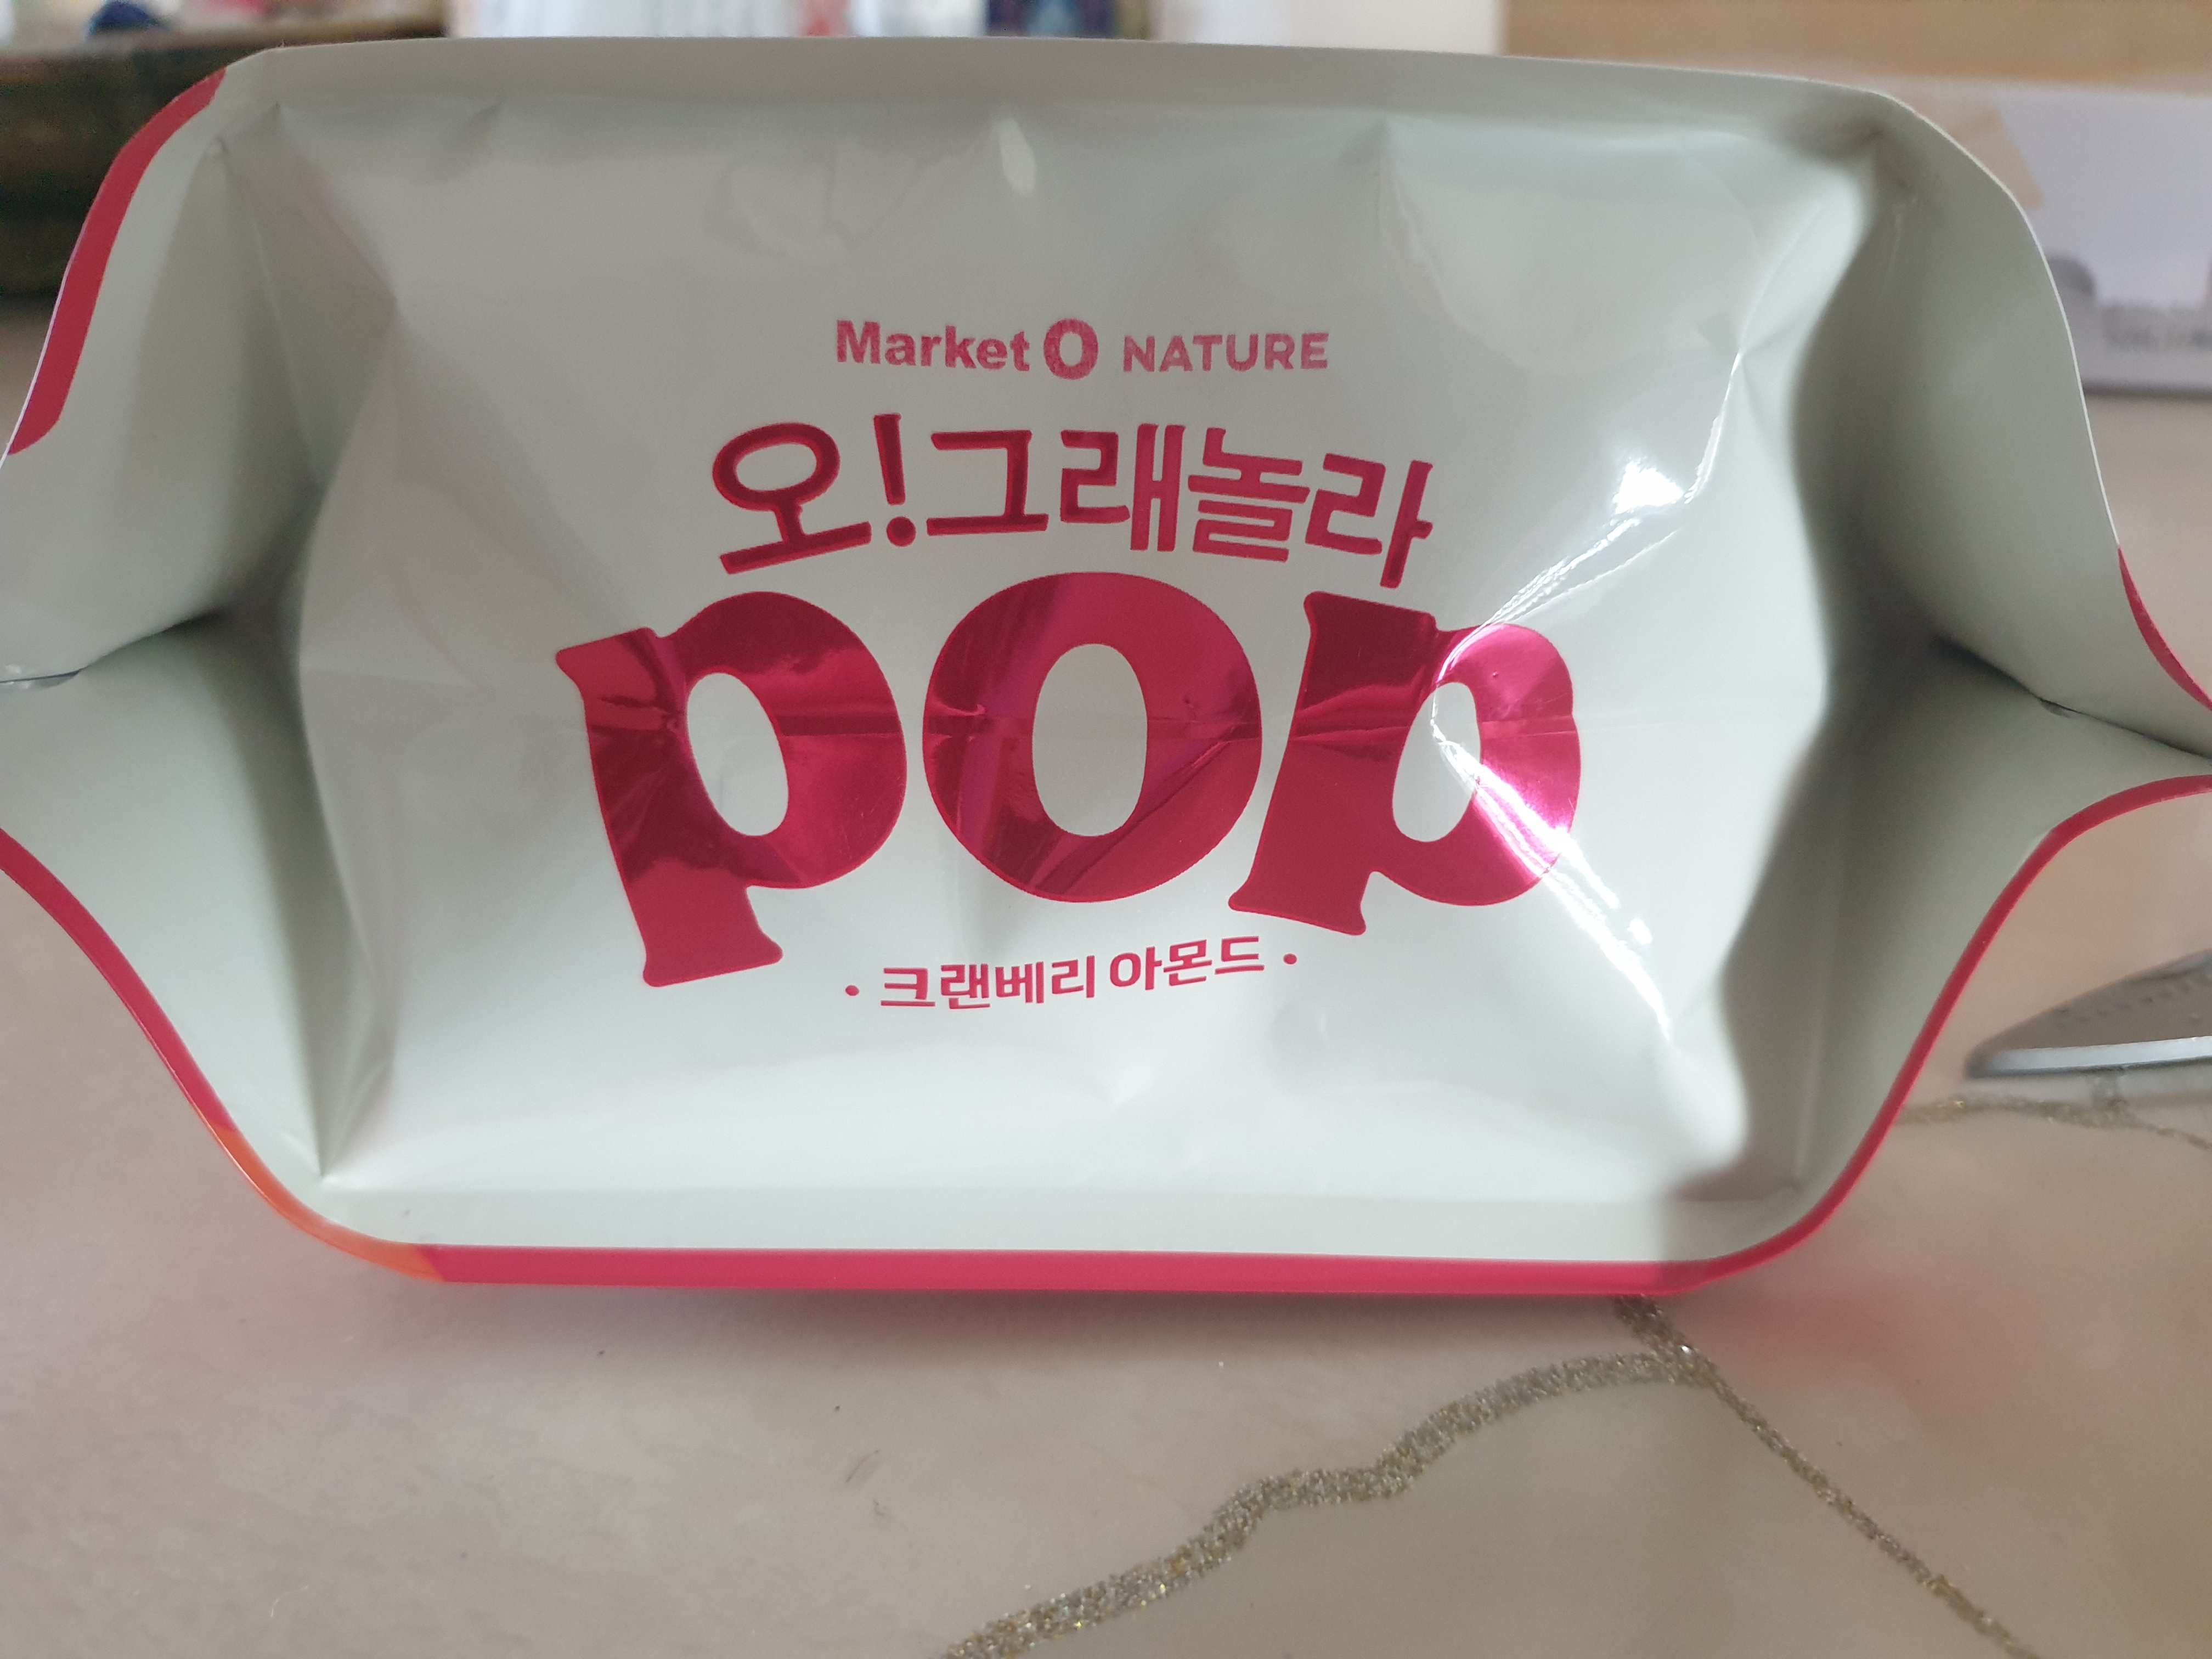 Market O NATURE
오!그래놀라
pop
· 크랜베리 아몬드 ·